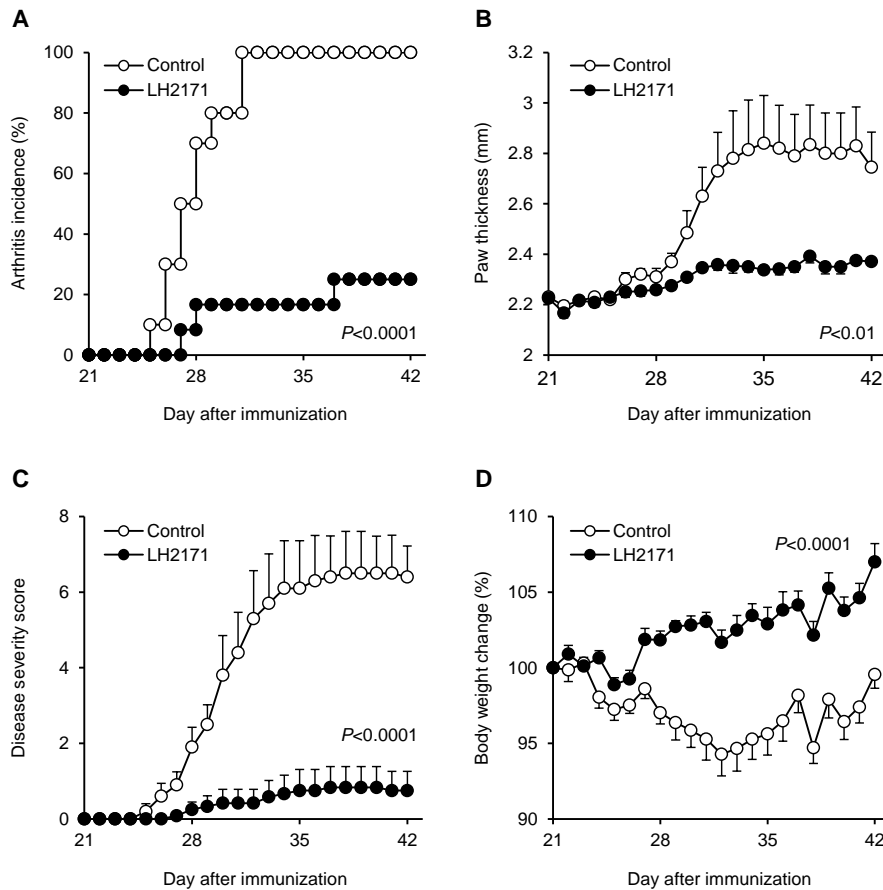 A
Control
LH2171
Arthritis incidence (%)
100
80
60
40
20
0
P<0.0001
21
28
35
42
Day after immunization
B
Control
LH2171
Paw thickness (mm)
3.2
3
2.8
2.6
2.4
2.2
2
P<0.01
21
28
35
42
Day after immunization
C
Control
LH2171
Disease severity score
8
6
4
2
0
P<0.0001
21
28
35
42
Day after immunization
D
Control
LH2171
Body weight change (%)
110
105
100
95
90
P<0.0001
21
28
35
42
Day after immunization